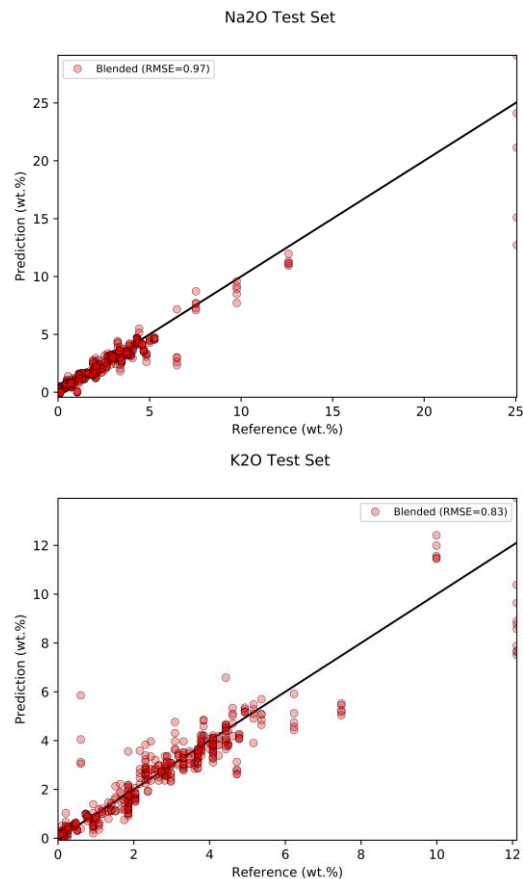 Na2O Test Set
Blended (RMSE=0.97)
25
20
15
10
5
0
Prediction (wt.%)
0 5 10 15 20 25
Reference (wt.%)
K2O Test Set
Blended (RMSE=0.83)
12
10
8
6
4
2
0
Prediction (wt.%)
0 2 4 6 8 10 12
Reference (wt.%)